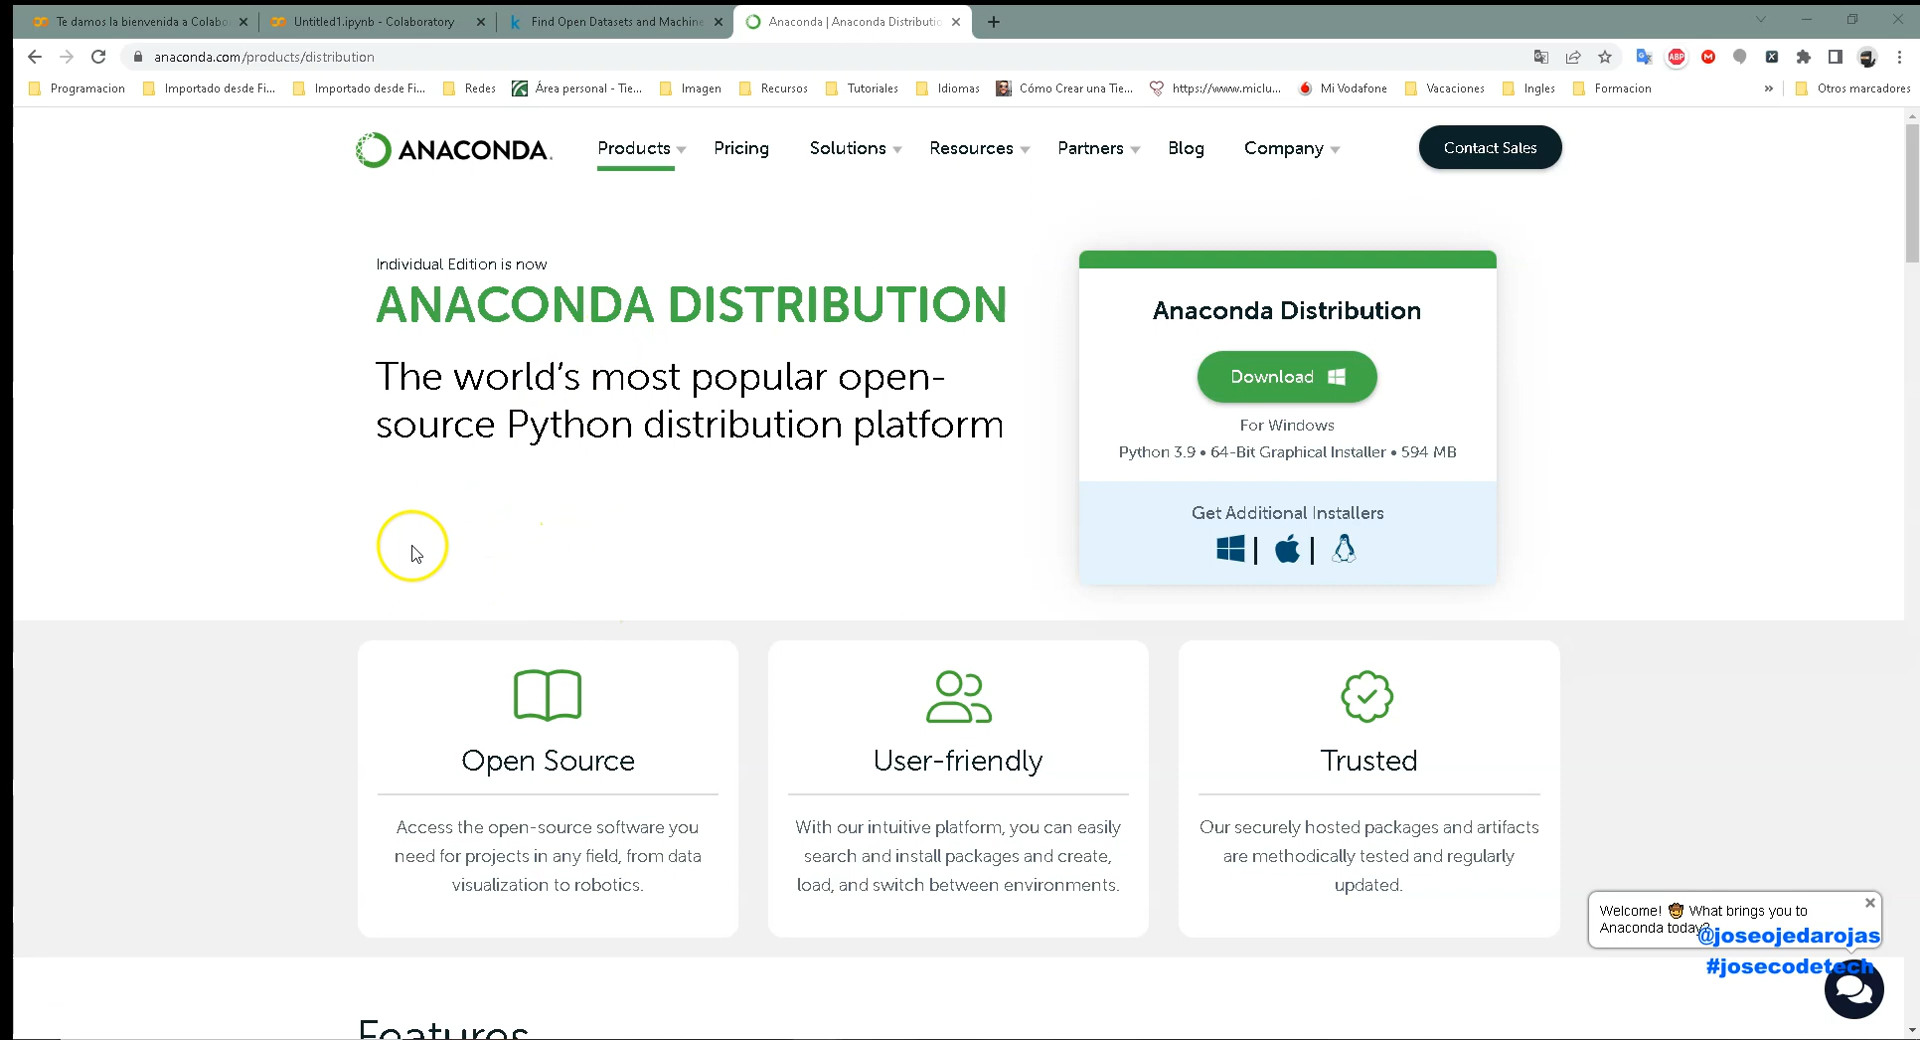 Te damos la bienvenida a Colabo
Untitled1.ipynb - Colaboratory
Find Open Datasets and Machine
Anaconda | Anaconda Distributio
anaconda.com/products/distribution
Programacion
Importado desde Fi...
Importado desde Fi...
Redes
Área personal - Tie...
Imagen
Recursos
Tutoriales
Idiomas
Cómo Crear una Tie...
https://www.miclu...
Mi Vodafone
Vacaciones
Ingles
Formacion
»
Otros marcadores
ANACONDA.
Products
Pricing
Solutions
Resources
Partners
Blog
Company
Contact Sales
Individual Edition is now
ANACONDA DISTRIBUTION
The world's most popular open-
source Python distribution platform
Anaconda Distribution
Download
For Windows
Python 3.9 • 64-Bit Graphical Installer • 594 MB
Get Additional Installers
Open Source
Access the open-source software you
need for projects in any field, from data
visualization to robotics.
User-friendly
With our intuitive platform, you can easily
search and install packages and create,
load, and switch between environments.
Trusted
Our securely hosted packages and artifacts
are methodically tested and regularly
updated.
Welcome! 🤠 What brings you to
Anaconda today?
@joseojedarojas
#josecodetech
Features